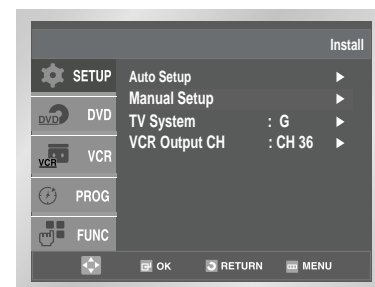 Install
SETUP
Auto Setup ►
Manual Setup ►
DVD DVD
TV System : G ►
VCR Output CH : CH 36 ►
VCR VCR
PROG
FUNC
OK RETURN MENU